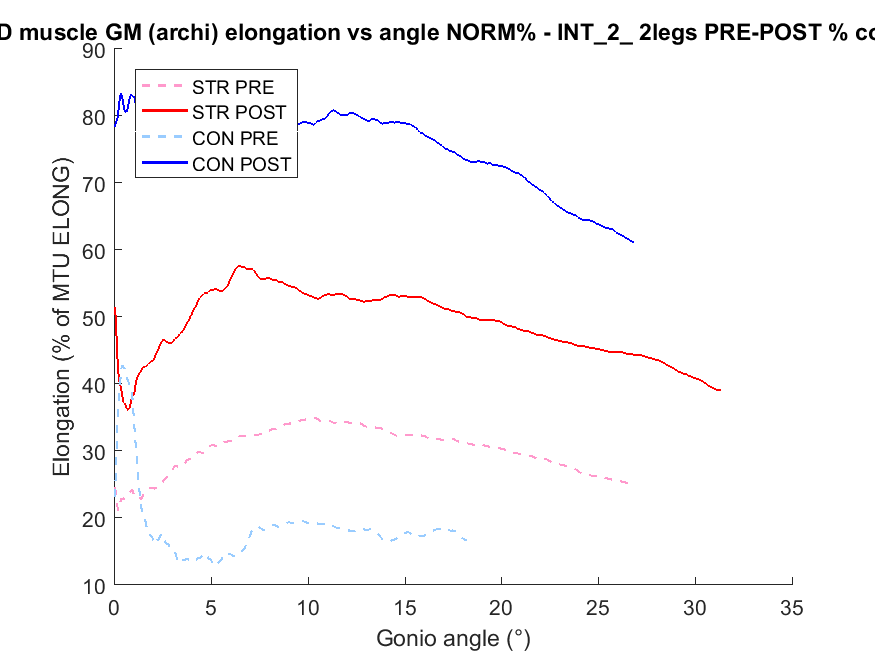 D muscle GM (archi) elongation vs angle NORM% - INT_2_ 2legs PRE-POST % co
90
80
70
60
50
40
30
20
10
Elongation (% of MTU ELONG)
STR PRE
STR POST
CON PRE
CON POST
0 5 10 15 20 25 30 35
Gonio angle (°)